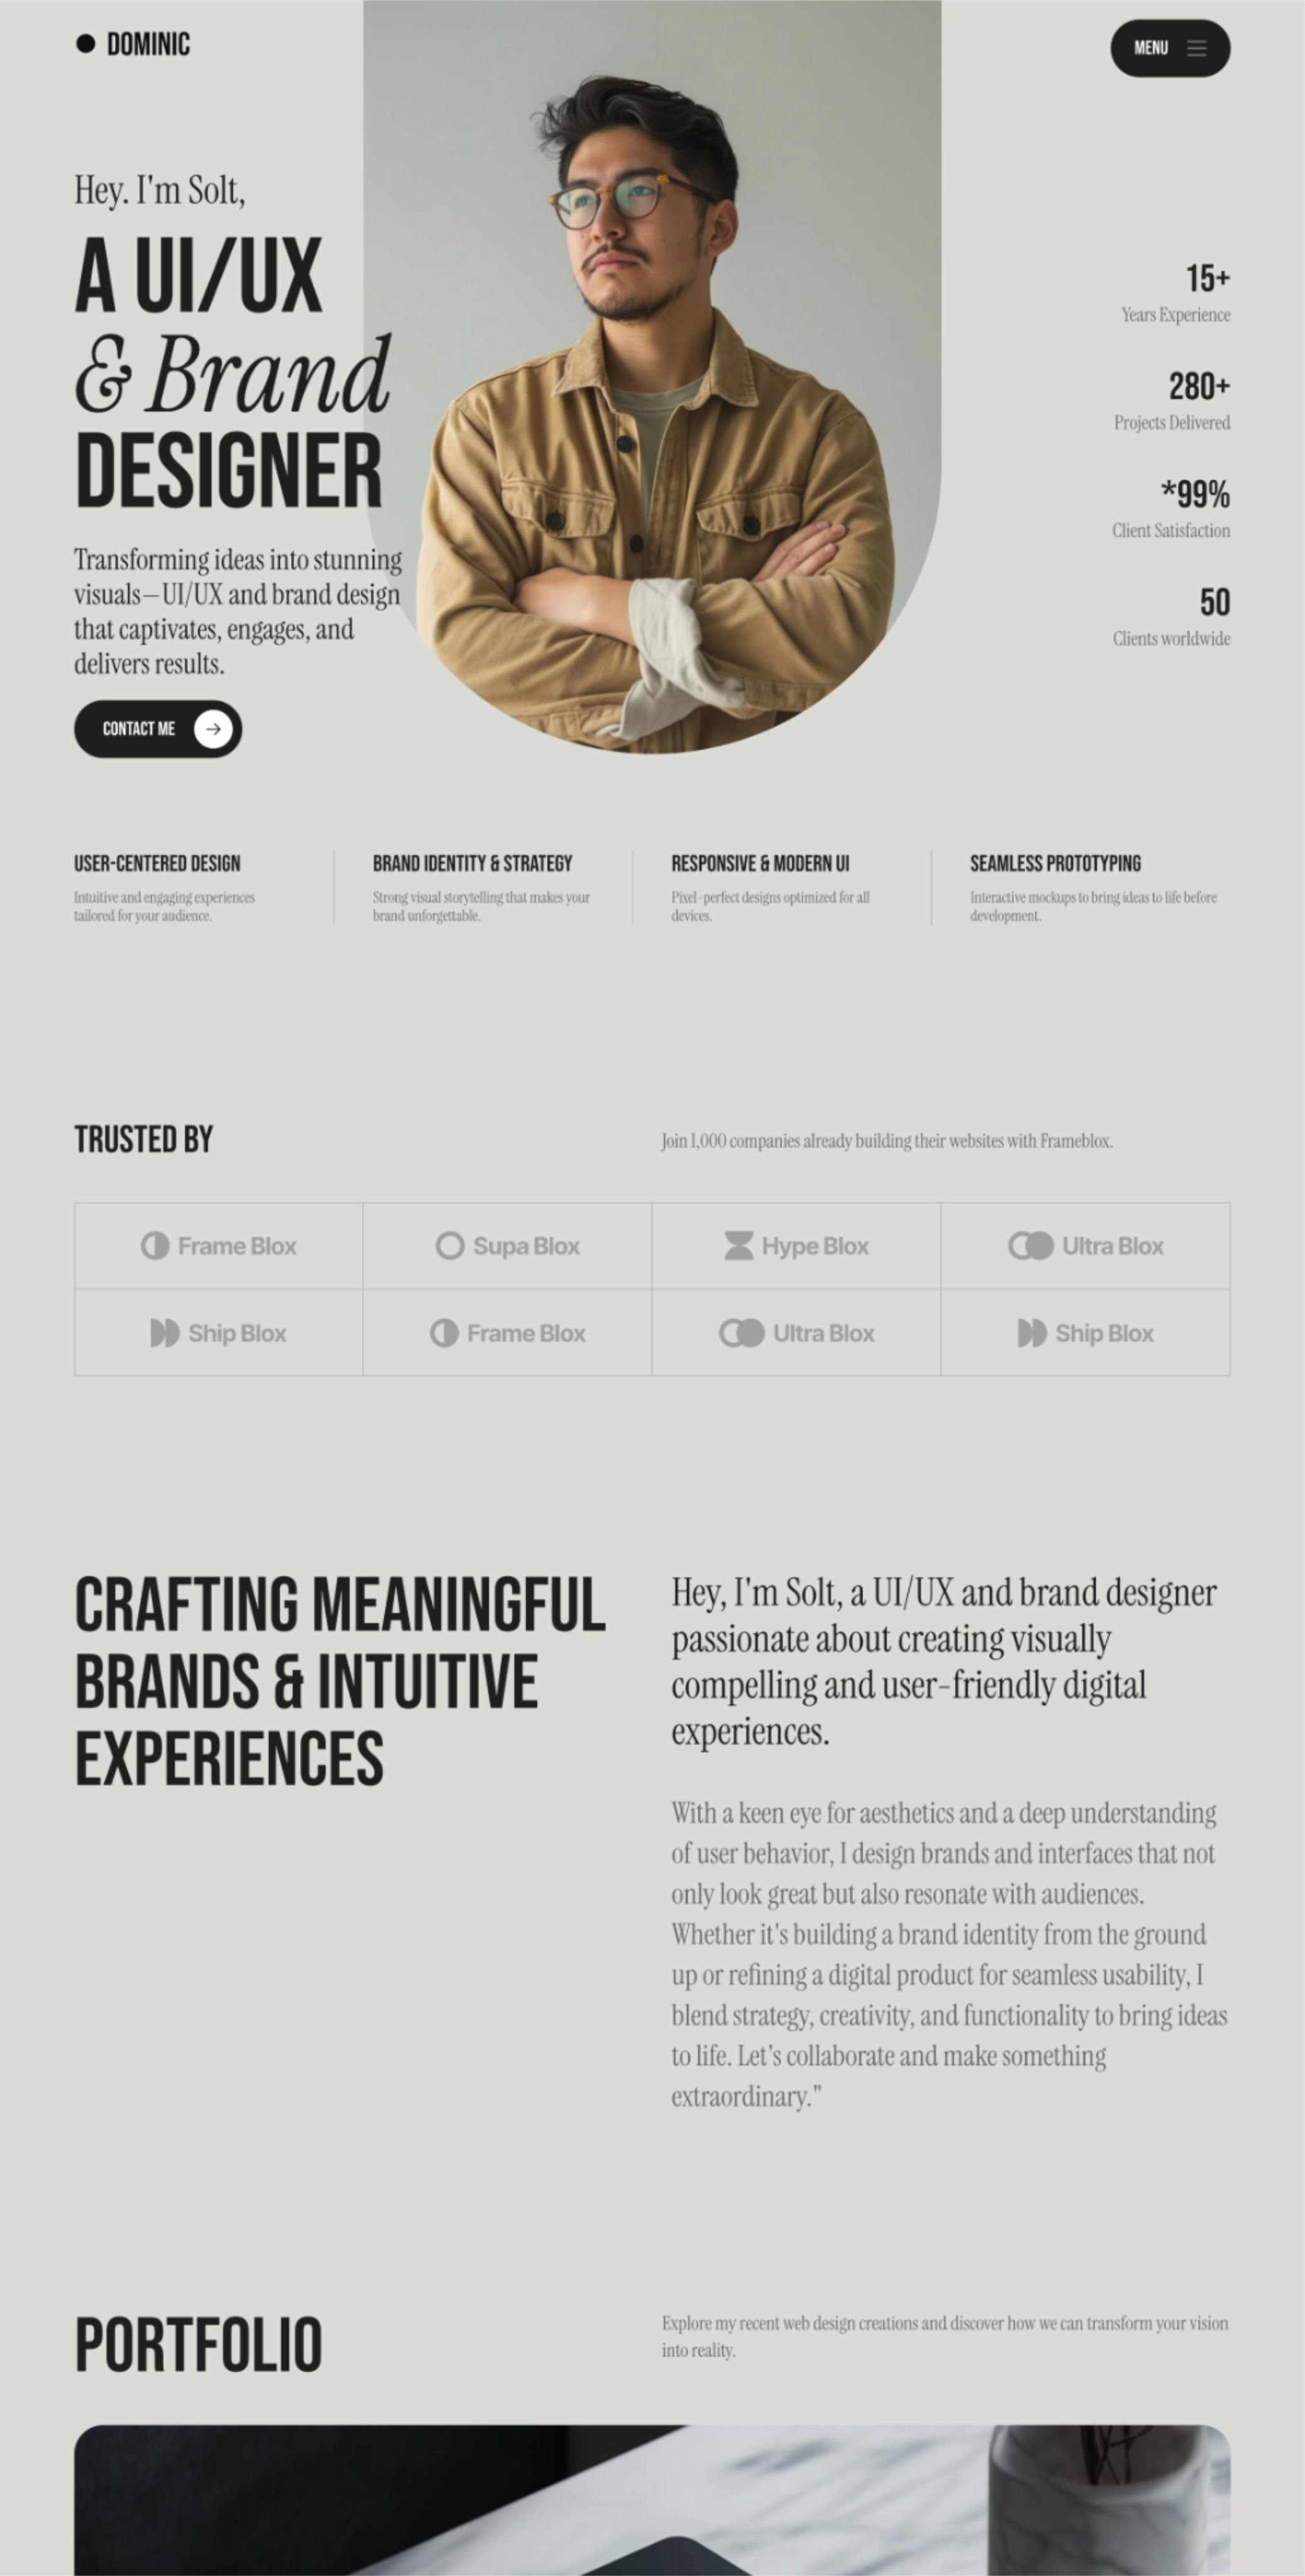 DOMINIC
MENU
Hey. I'm Solt,
A UI/UX
& Brand
DESIGNER
Transforming ideas into stunning
visuals—UI/UX and brand design
that captivates, engages, and
delivers results.
CONTACT ME
15+
Years Experience
280+
Projects Delivered
*99%
Client Satisfaction
50
Clients worldwide
USER-CENTERED DESIGN
Intuitive and engaging experiences
tailored for your audience.
BRAND IDENTITY & STRATEGY
Strong visual storytelling that makes your
brand unforgettable.
RESPONSIVE & MODERN UI
Pixel-perfect designs optimized for all
devices.
SEAMLESS PROTOTYPING
Interactive mockups to bring ideas to life before
development.
TRUSTED BY
Join 1,000 companies already building their websites with Frameblox.
Frame Blox
Supa Blox
Hype Blox
Ultra Blox
Ship Blox
Frame Blox
Ultra Blox
Ship Blox
CRAFTING MEANINGFUL
BRANDS & INTUITIVE
EXPERIENCES
Hey, I'm Solt, a UI/UX and brand designer
passionate about creating visually
compelling and user-friendly digital
experiences.
With a keen eye for aesthetics and a deep understanding
of user behavior, I design brands and interfaces that not
only look great but also resonate with audiences.
Whether it's building a brand identity from the ground
up or refining a digital product for seamless usability, I
blend strategy, creativity, and functionality to bring ideas
to life. Let's collaborate and make something
extraordinary."
PORTFOLIO
Explore my recent web design creations and discover how we can transform your vision
into reality.